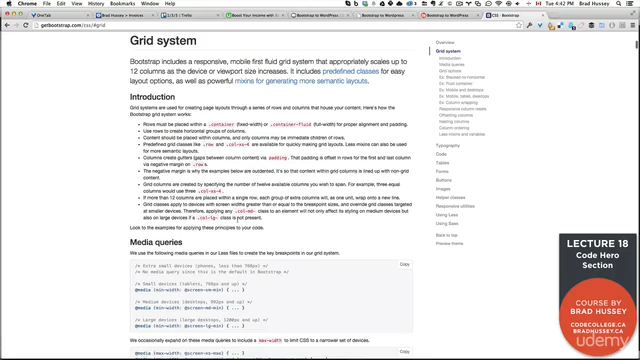 OneTab
Brad Hussey » Invoices
1/3/5 | Trello
Boost Your Income with
Bootstrap to WordPress
Bootstrap to WordPress
Bootstrap to WordPress
CSS · Bootstrap
Tue 4:42 PM Brad Hussey
getbootstrap.com/css/#grid
Grid system
Bootstrap includes a responsive, mobile first fluid grid system that appropriately scales up to
12 columns as the device or viewport size increases. It includes predefined classes for easy
layout options, as well as powerful mixins for generating more semantic layouts.
Introduction
Grid systems are used for creating page layouts through a series of rows and columns that house your content. Here's how the
Bootstrap grid system works:
• Rows must be placed within a .container (fixed-width) or .container-fluid (full-width) for proper alignment and padding.
• Use rows to create horizontal groups of columns.
• Content should be placed within columns, and only columns may be immediate children of rows.
• Predefined grid classes like .row and .col-xs-4 are available for quickly making grid layouts. Less mixins can also be used
for more semantic layouts.
• Columns create gutters (gaps between column content) via padding. That padding is offset in rows for the first and last column
via negative margin on .rows.
• The negative margin is why the examples below are outdented. It's so that content within grid columns is lined up with non-grid
content.
• Grid columns are created by specifying the number of twelve available columns you wish to span. For example, three equal
columns would use three .col-xs-4.
• If more than 12 columns are placed within a single row, each group of extra columns will, as one unit, wrap onto a new line.
• Grid classes apply to devices with screen widths greater than or equal to the breakpoint sizes, and override grid classes targeted
at smaller devices. Therefore, applying any .col-md- class to an element will not only affect its styling on medium devices but
also on large devices if a .col-lg- class is not present.
Look to the examples for applying these principles to your code.
Media queries
We use the following media queries in our Less files to create the key breakpoints in our grid system.
Copy
/* Extra small devices (phones, less than 768px) */
/* No media query since this is the default in Bootstrap */
/* Small devices (tablets, 768px and up) */
@media (min-width: @screen-sm-min) { ... }
/* Medium devices (desktops, 992px and up) */
@media (min-width: @screen-md-min) { ... }
/* Large devices (large desktops, 1200px and up) */
@media (min-width: @screen-lg-min) { ... }
We occasionally expand on these media queries to include a max-width to limit CSS to a narrower set of devices.
Copy
Overview
Grid system
Introduction
Media queries
Grid options
Ex: Stacked-to-horizontal
Ex: Fluid container
Ex: Mobile and desktops
Ex: Mobile, tablet, desktops
Ex: Column wrapping
Responsive column resets
Offsetting columns
Nesting columns
Column ordering
Less mixins and variables
Typography
Code
Tables
Forms
Buttons
Images
Helper classes
Responsive utilities
Using Less
Using Sass
Back to top
Preview theme
LECTURE 18
Code Hero
Section
COURSE BY
BRAD HUSSEY
CODECOLLEGE.CA
BRADHUSSEY.CA
udemy